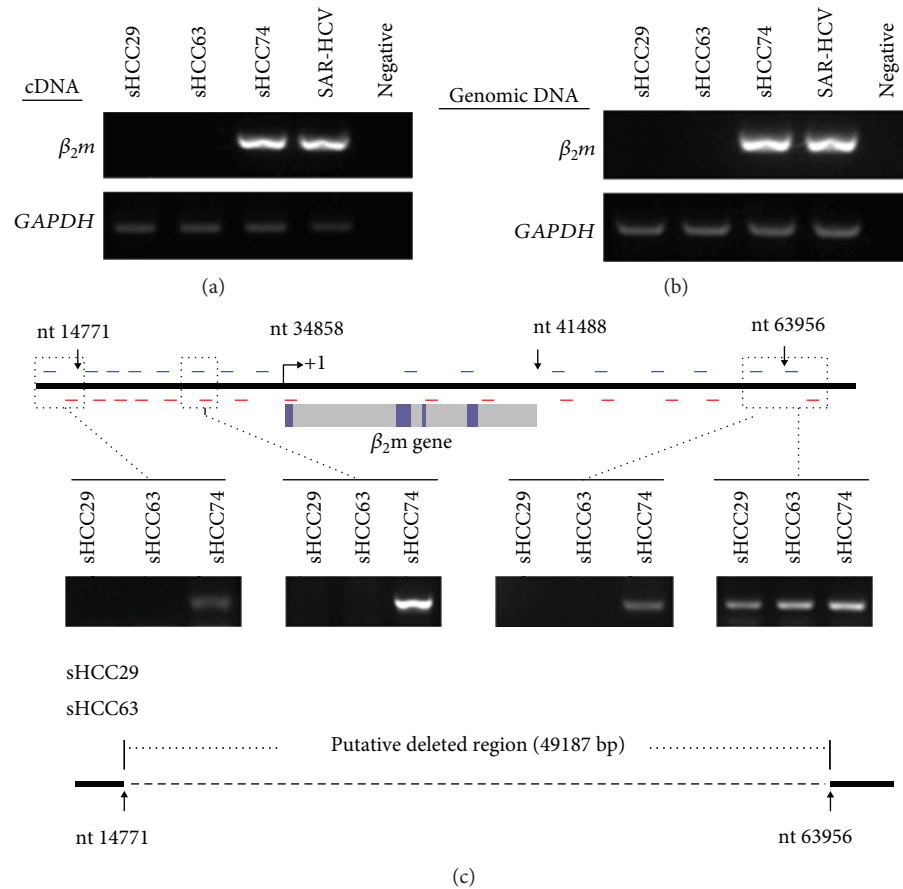 cDNA
sHCC29
sHCC63
sHCC74
SAR-HCV
Negative
β2m
GAPDH
(a)
Genomic DNA
sHCC29
sHCC63
sHCC74
SAR-HCV
Negative
β2m
GAPDH
(b)
nt 14771
nt 34858
nt 41488
nt 63956
+1
β2m gene
sHCC29
sHCC63
sHCC74
sHCC29
sHCC63
sHCC74
sHCC29
sHCC63
sHCC74
sHCC29
sHCC63
sHCC74
sHCC29
sHCC63
Putative deleted region (49187 bp)
nt 14771
nt 63956
(c)